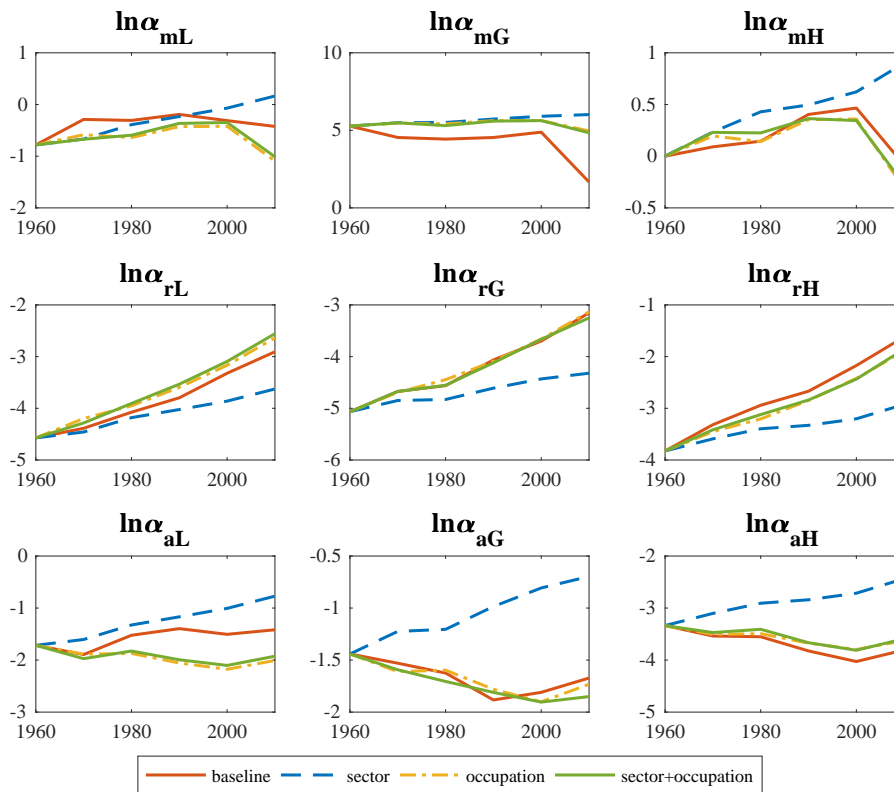 lnα_mL lnα_mG lnα_mH
1 10 1
0 5 0.5
-1 0 0
-2 -0.5
1960 1980 2000 1960 1980 2000 1960 1980 2000
lnα_rL lnα_rG lnα_rH
-2 -3 -1
-3 -4 -2
-4 -5 -3
-5 -6 -4
1960 1980 2000 1960 1980 2000 1960 1980 2000
lnα_aL lnα_aG lnα_aH
0 -0.5 -2
-1 -1 -3
-2 -1.5 -4
-3 -2 -5
1960 1980 2000 1960 1980 2000 1960 1980 2000
baseline sector occupation sector+occupation